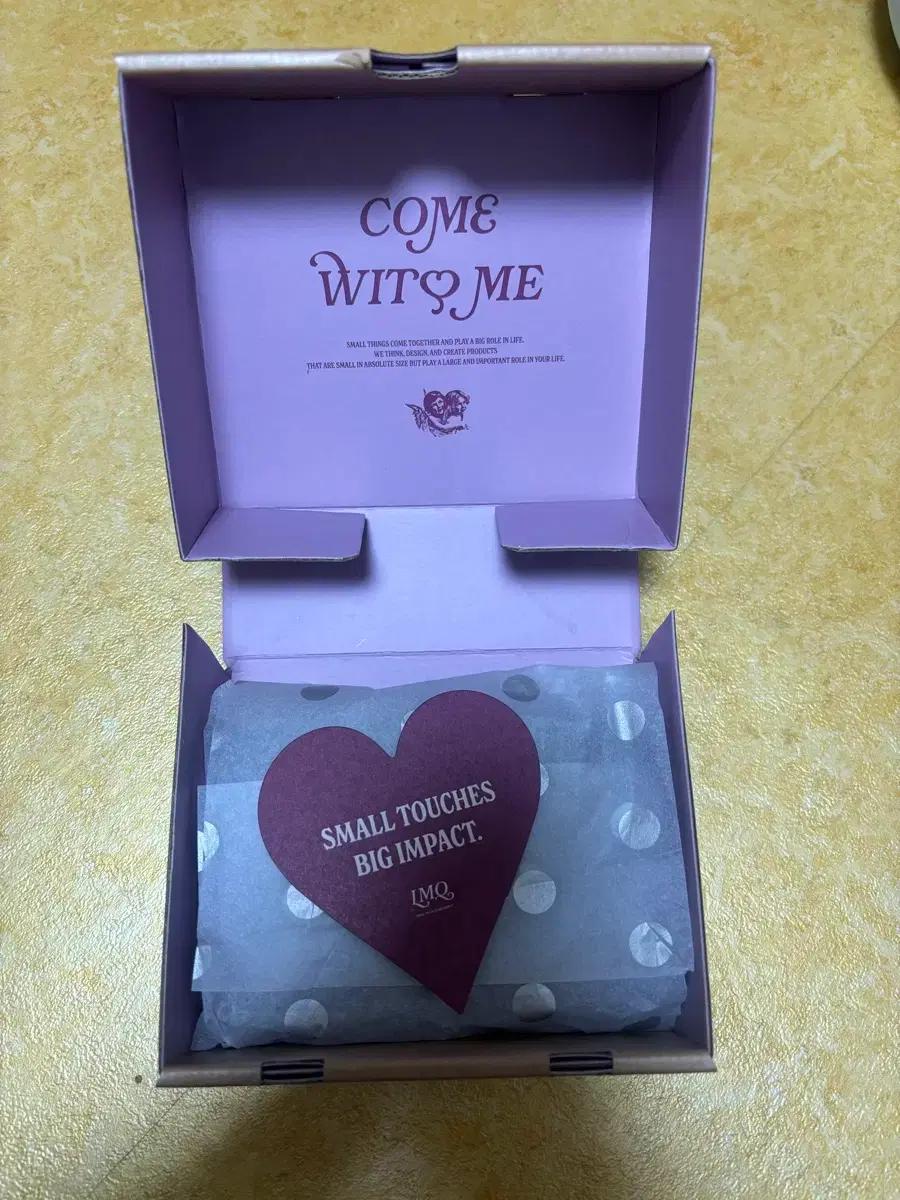 COME
WITH ME
SMALL THINGS COME TOGETHER AND PLAY A BIG ROLE IN LIFE.
WE THINK, DESIGN, AND CREATE PRODUCTS
THAT ARE SMALL IN ABSOLUTE SIZE BUT PLAY A LARGE AND IMPORTANT ROLE IN YOUR LIFE.
SMALL TOUCHES
BIG IMPACT.
LMQ